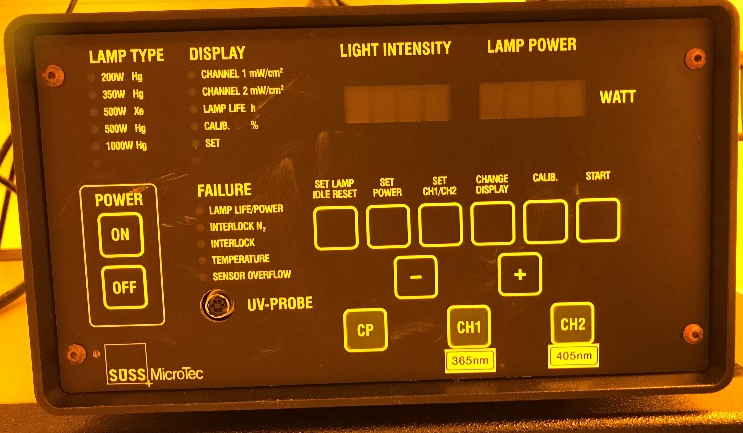 LAMP TYPE
200W Hg
350W Hg
500W Xe
500W Hg
1000W Hg
DISPLAY
CHANNEL 1 mW/cm²
CHANNEL 2 mW/cm²
LAMP LIFE h
CALIB. %
SET
LIGHT INTENSITY
LAMP POWER
WATT
POWER
ON
OFF
FAILURE
LAMP LIFE/POWER
INTERLOCK N₂
INTERLOCK
TEMPERATURE
SENSOR OVERFLOW
UV-PROBE
SET LAMP
IDLE RESET
SET
POWER
SET
CH1/CH2
CHANGE
DISPLAY
CALIB.
START
-
+
CP
CH1
CH2
365nm
405nm
SUSS MicroTec